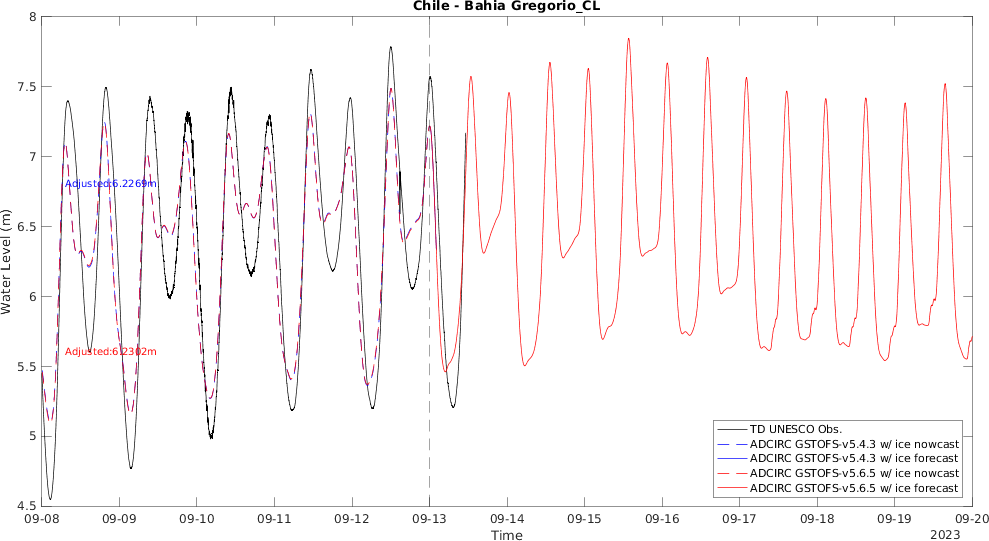 Chile - Bahia Gregorio_CL
8
7.5
7
6.5
6
5.5
5
4.5
Water Level (m)
Adjusted:6.2269m
Adjusted:6.2302m
TD UNESCO Obs.
ADCIRC GSTOFS-v5.4.3 w/ ice nowcast
ADCIRC GSTOFS-v5.4.3 w/ ice forecast
ADCIRC GSTOFS-v5.6.5 w/ ice nowcast
ADCIRC GSTOFS-v5.6.5 w/ ice forecast
09-08 09-09 09-10 09-11 09-12 09-13 09-14 09-15 09-16 09-17 09-18 09-19 09-20
Time
2023